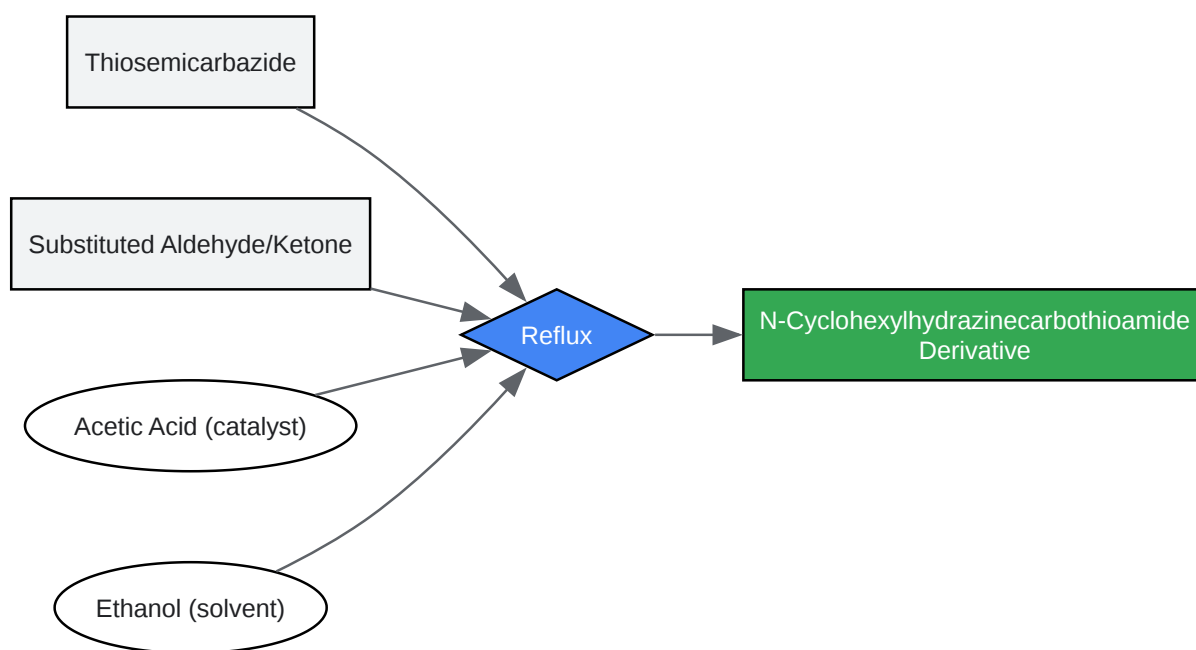 Thiosemicarbazide
Substituted Aldehyde/Ketone
Acetic Acid (catalyst)
Ethanol (solvent)
Reflux
N-Cyclohexylhydrazinecarbothioamide
Derivative